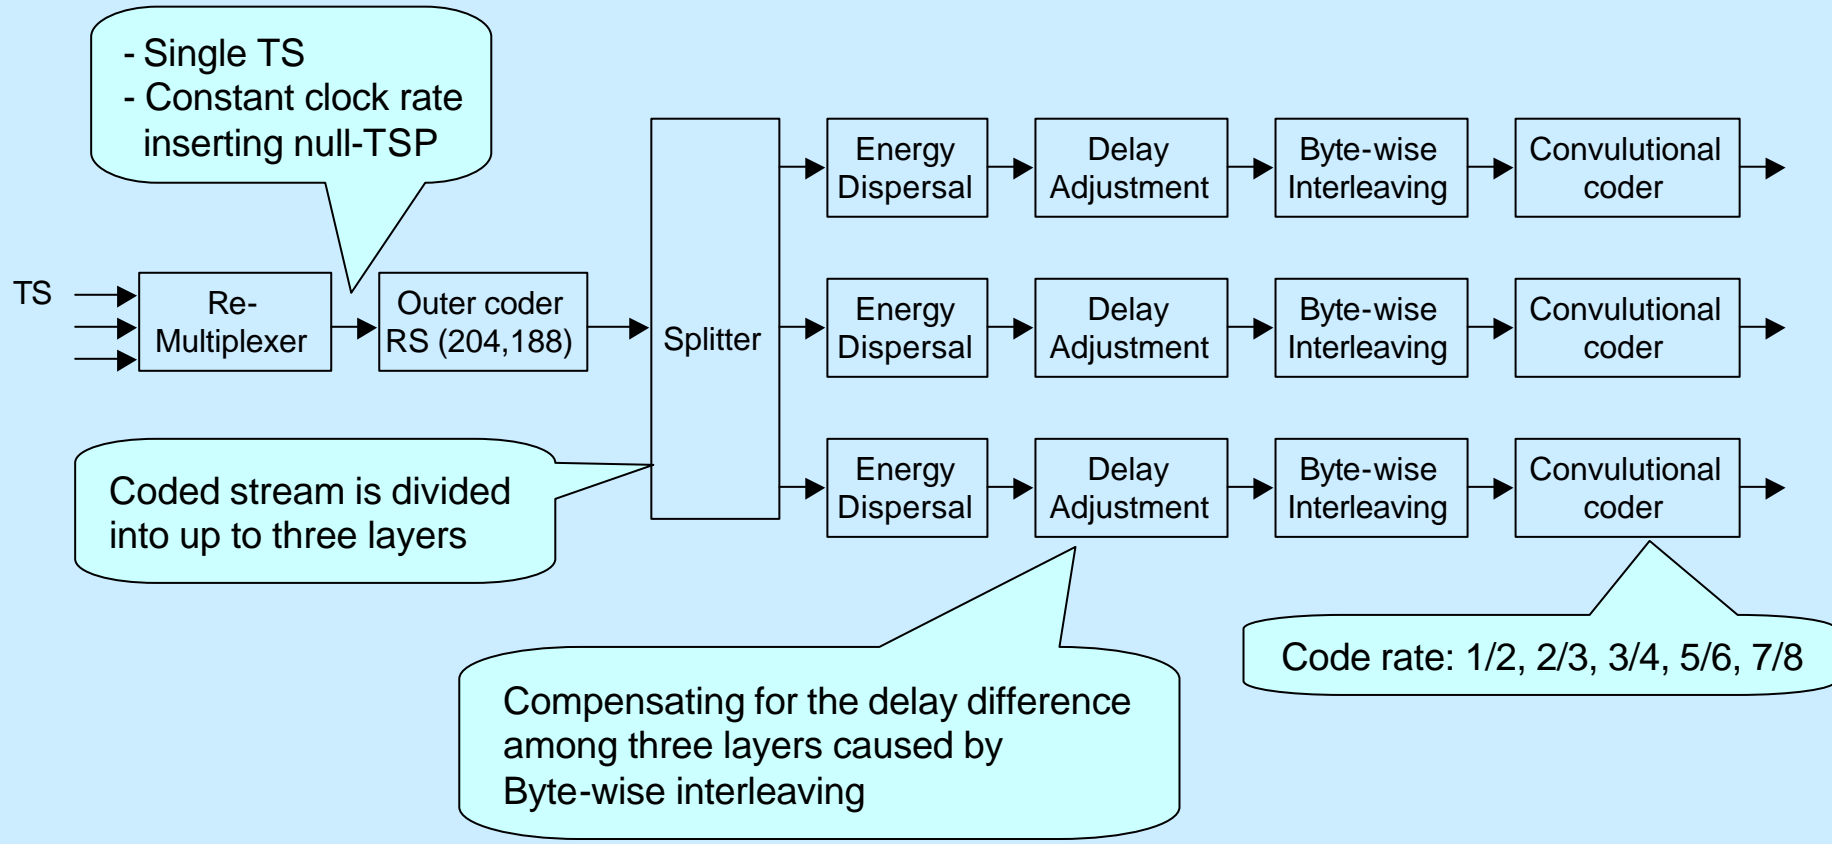 - Single TS
- Constant clock rate
inserting null-TSP
TS
Re-
Multiplexer
Outer coder
RS (204,188)
Splitter
Energy
Dispersal
Delay
Adjustment
Byte-wise
Interleaving
Convulutional
coder
Energy
Dispersal
Delay
Adjustment
Byte-wise
Interleaving
Convulutional
coder
Energy
Dispersal
Delay
Adjustment
Byte-wise
Interleaving
Convulutional
coder
Coded stream is divided
into up to three layers
Compensating for the delay difference
among three layers caused by
Byte-wise interleaving
Code rate: 1/2, 2/3, 3/4, 5/6, 7/8